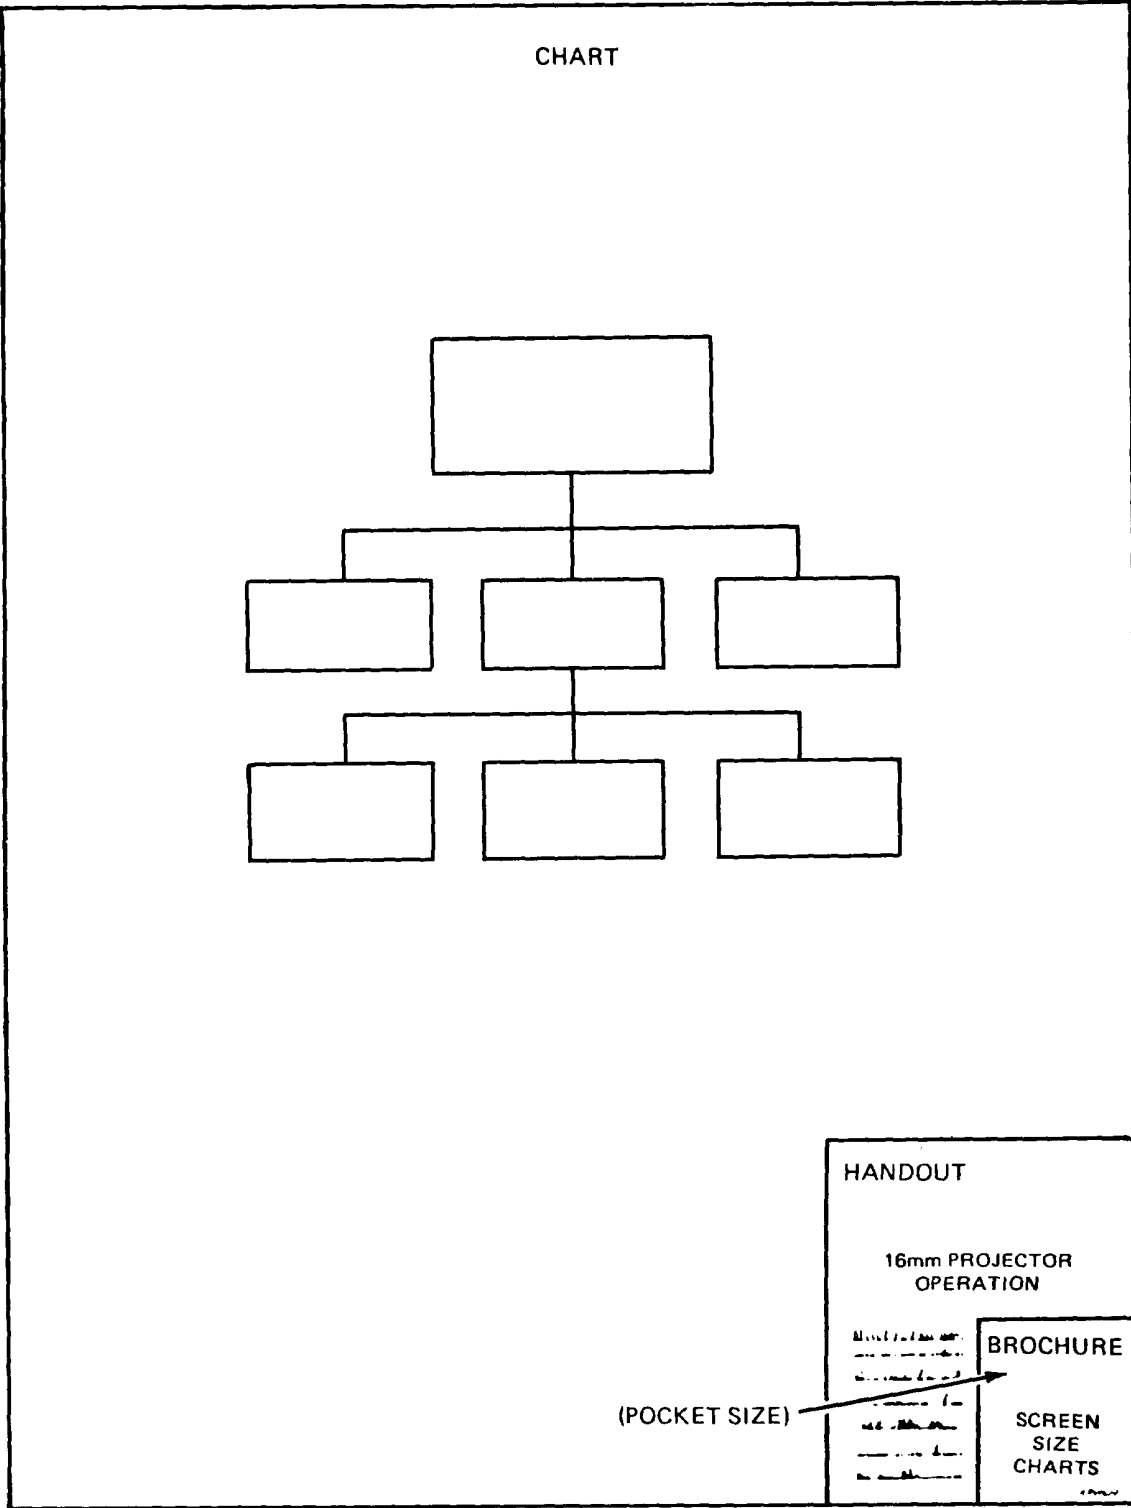 CHART
HANDOUT
16mm PROJECTOR
OPERATION
BROCHURE
(POCKET SIZE)
SCREEN
SIZE
CHARTS